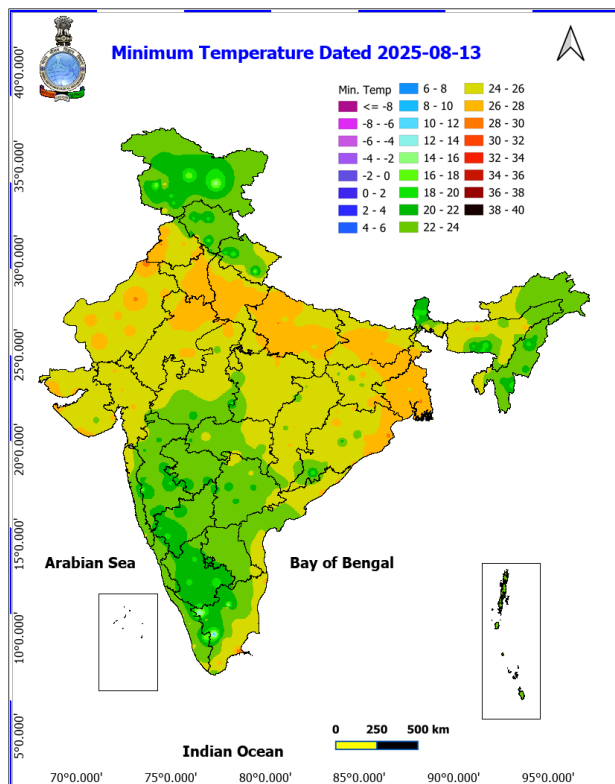 Minimum Temperature Dated 2025-08-13
Min. Temp
<= -8
-8 - -6
-6 - -4
-4 - -2
-2 - 0
0 - 2
2 - 4
4 - 6
6 - 8
8 - 10
10 - 12
12 - 14
14 - 16
16 - 18
18 - 20
20 - 22
22 - 24
24 - 26
26 - 28
28 - 30
30 - 32
32 - 34
34 - 36
36 - 38
38 - 40
40°0.000'
35°0.000'
30°0.000'
25°0.000'
20°0.000'
15°0.000'
10°0.000'
5°0.000'
Arabian Sea
Bay of Bengal
Indian Ocean
0 250 500 km
70°0.000' 75°0.000' 80°0.000' 85°0.000' 90°0.000' 95°0.000'